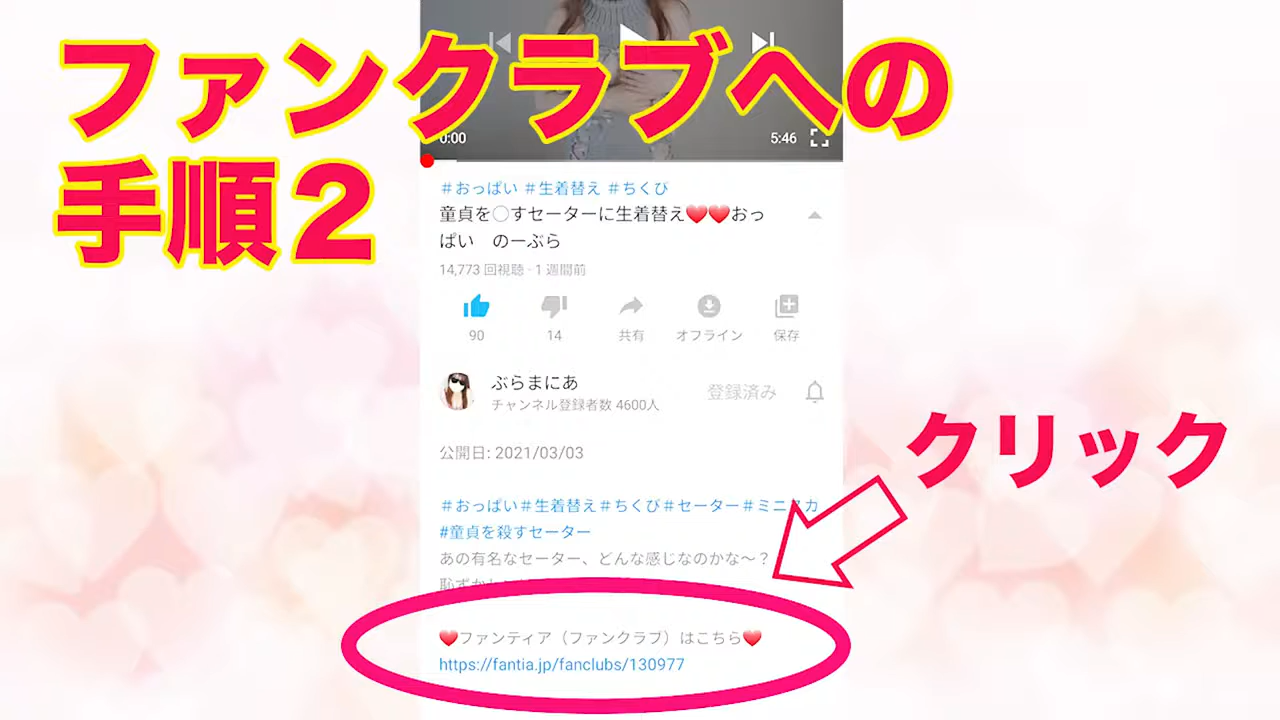 ファンクラブへの
手順２
0:00
5:46
＃おっぱい ＃生着替え ＃ちくび
童貞を◯すセーターに生着替え❤️❤️おっ
ぱい　のーぶら
14,773 回視聴 - 1 週間前
90
14
共有
オフライン
保存
ぶらまにあ
チャンネル登録者数 4600人
登録済み
クリック
公開日: 2021/03/03
＃おっぱい＃生着替え＃ちくび＃セーター＃ミニスカ
#童貞を殺すセーター
あの有名なセーター、どんな感じなのかな〜？
❤️ファンティア（ファンクラブ）はこちら❤️
https://fantia.jp/fanclubs/130977